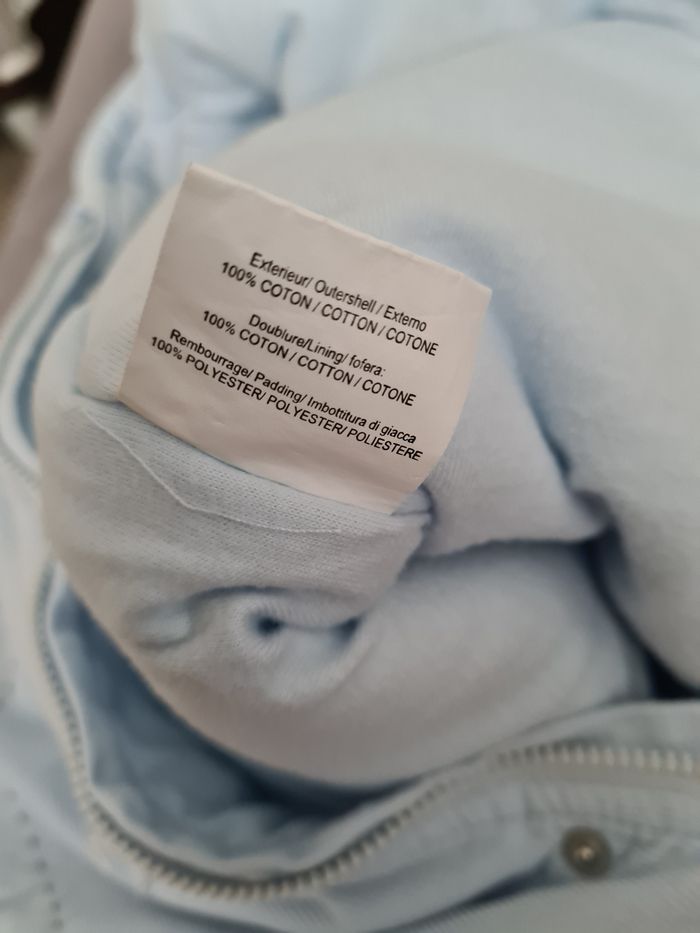 Exterieur/ Outershell / Externo
100% COTON / COTTON / COTONE
Doublure/Lining/ fofera:
100% COTON / COTTON / COTONE
Rembourrage/ Padding/ Imbottitura di giacca
100% POLYESTER/ POLYESTER/ POLIESTERE